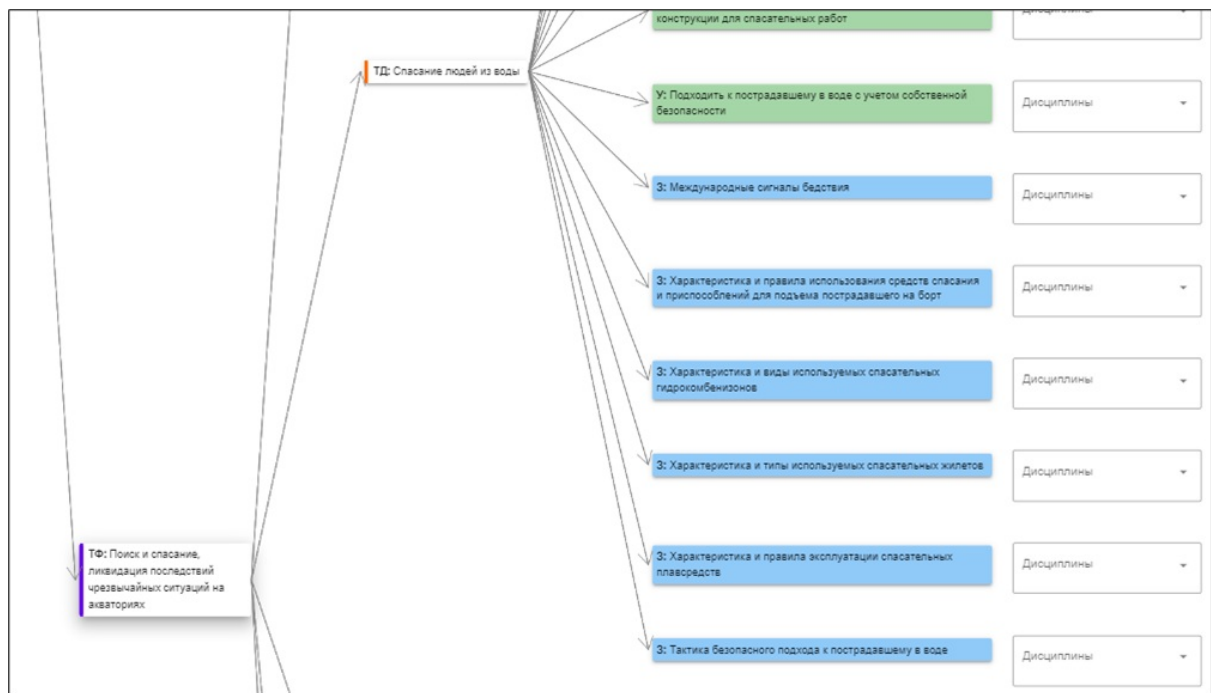 конструкции для спасательных работ
Дисциплины
ТД: Спасание людей из воды
У: Подходить к пострадавшему в воде с учетом собственной
безопасности
Дисциплины
З: Международные сигналы бедствия
Дисциплины
З: Характеристика и правила использования средств спасания
и приспособлений для подъема пострадавшего на борт
Дисциплины
З: Характеристика и виды используемых спасательных
гидрокомбенизонов
Дисциплины
З: Характеристика и типы используемых спасательных жилетов
Дисциплины
ТФ: Поиск и спасание,
ликвидация последствий
чрезвычайных ситуаций на
акваториях
З: Характеристика и правила эксплуатации спасательных
плавсредств
Дисциплины
З: Тактика безопасного подхода к пострадавшему в воде
Дисциплины